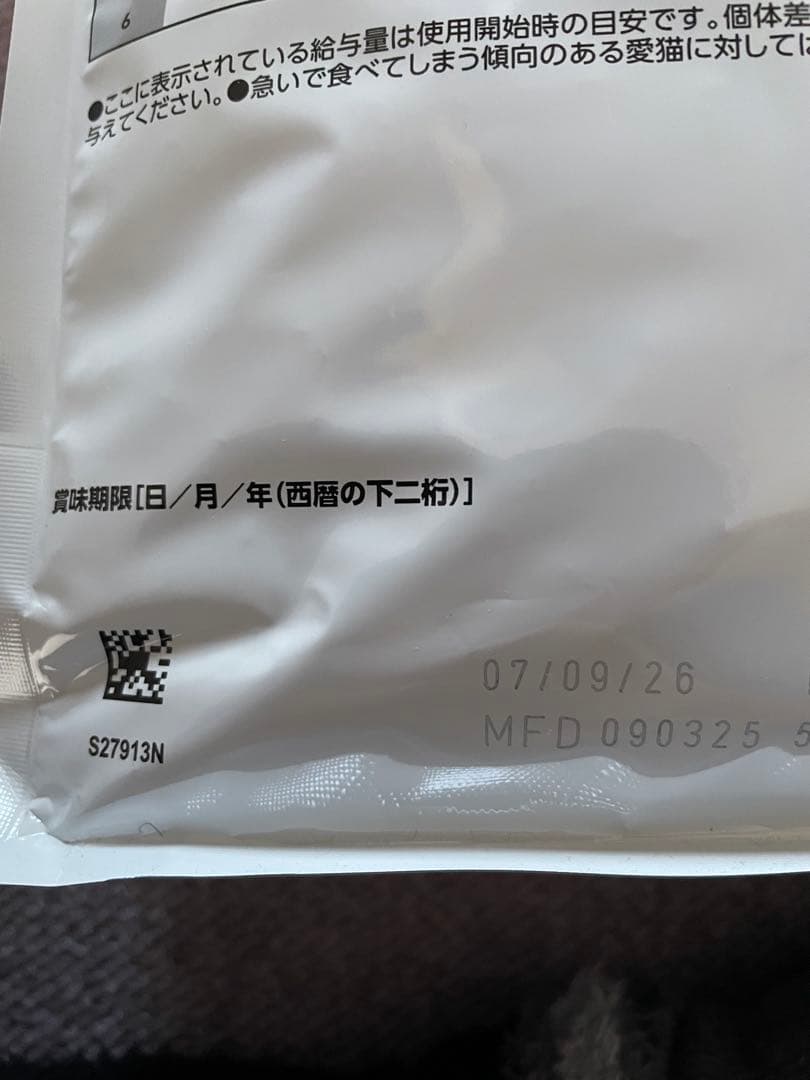 6
●ここに表示されている給与量は使用開始時の目安です。個体差
与えてください。●急いで食べてしまう傾向のある愛猫に対しては
賞味期限[日/月/年(西暦の下二桁)]
07/09/26
S27913N
MFD 090325 5